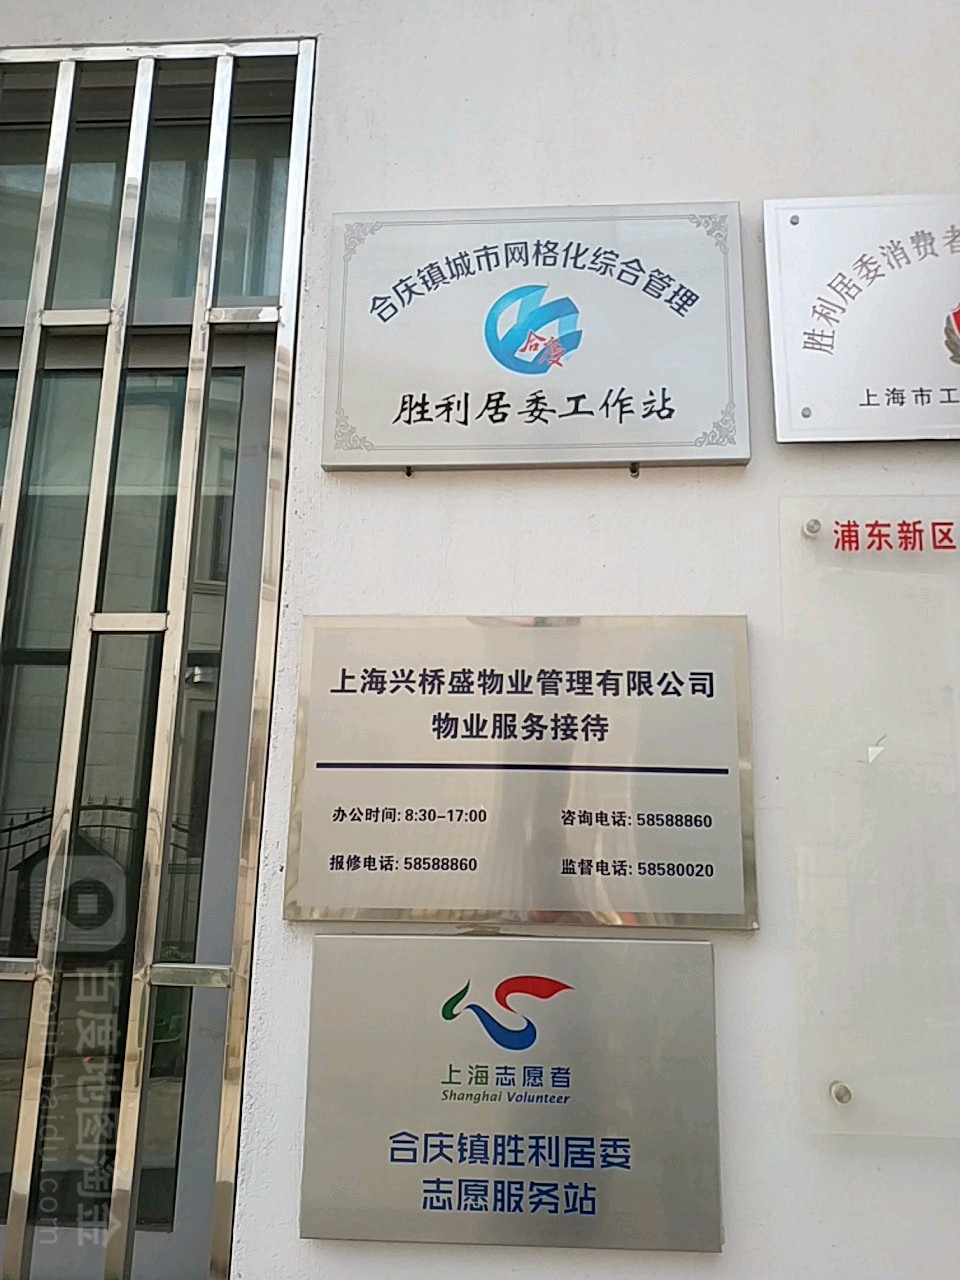 合庆镇城市网格化综合管理
合庆
胜利居委工作站
胜利居委消费者
上海市工
浦东新区
上海兴桥盛物业管理有限公司
物业服务接待
办公时间: 8:30-17:00
咨询电话: 58588860
报修电话: 58588860
监督电话: 58580020
上海志愿者
Shanghai Volunteer
合庆镇胜利居委
志愿服务站
百度地图淘金
taojin.baidu.com